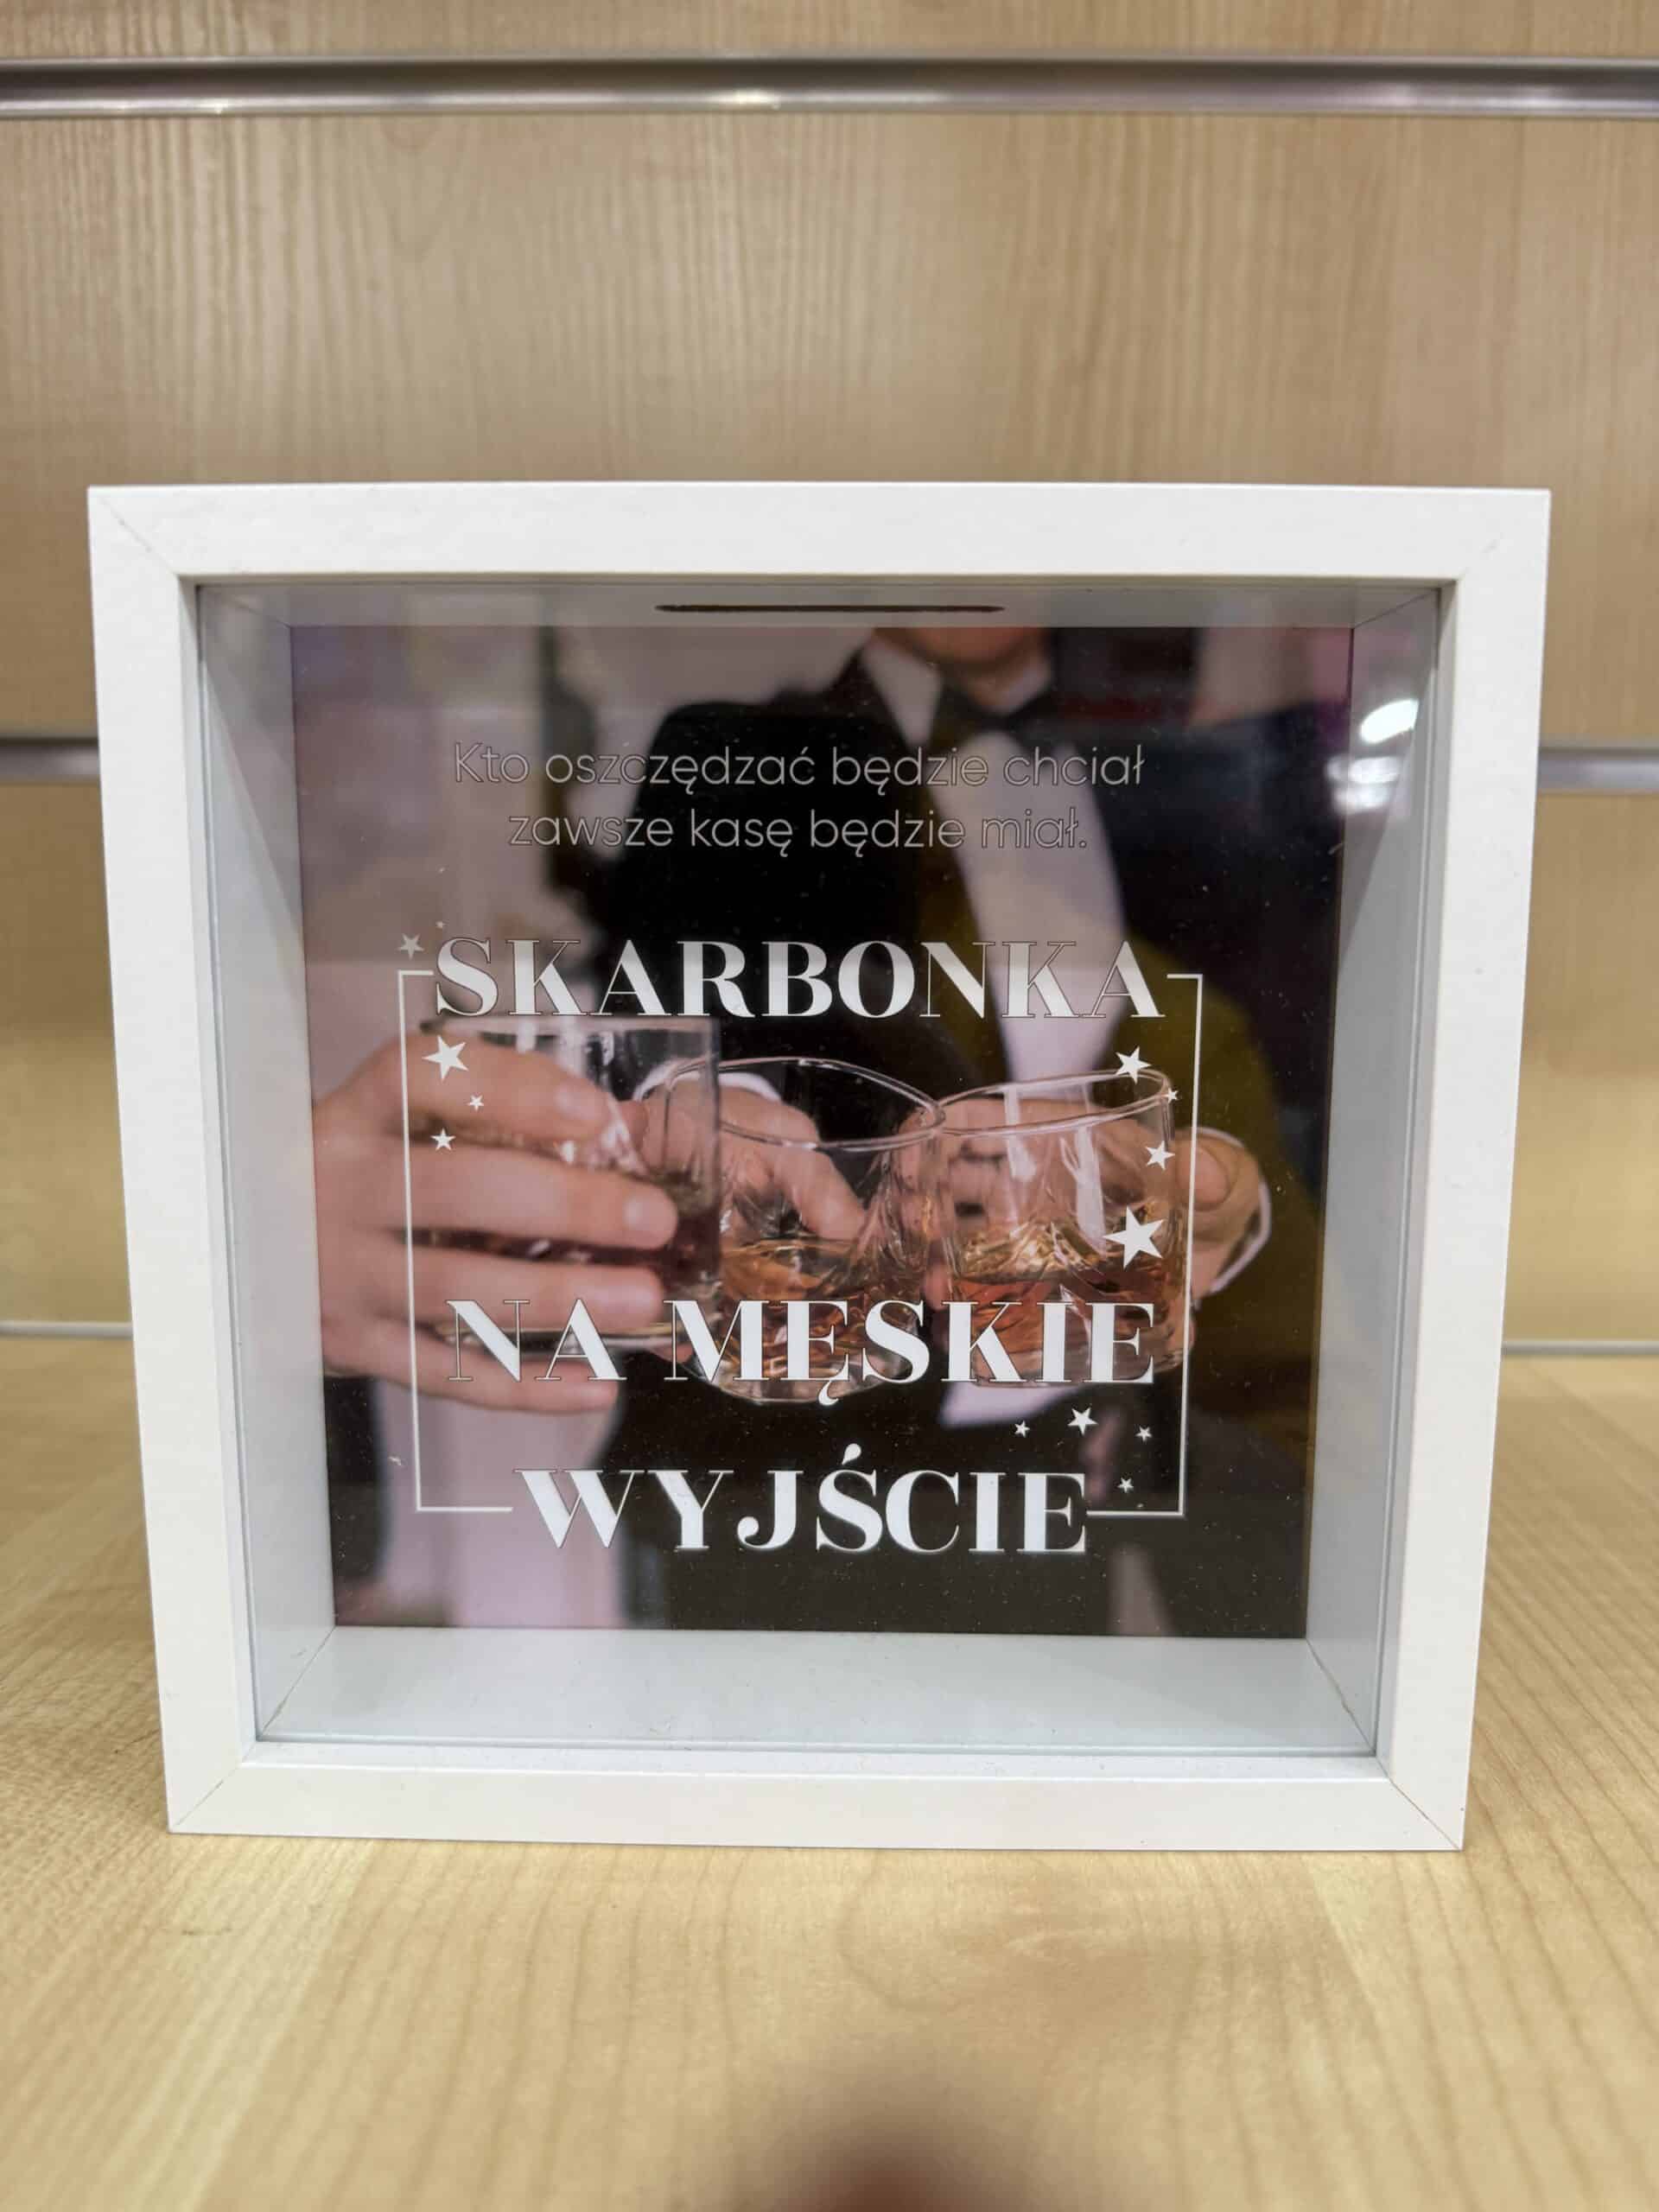 Kto oszczędzać będzie chciał
zawsze kasę będzie miał.
SKARBONKA
NA MĘSKIE
WYJŚCIE